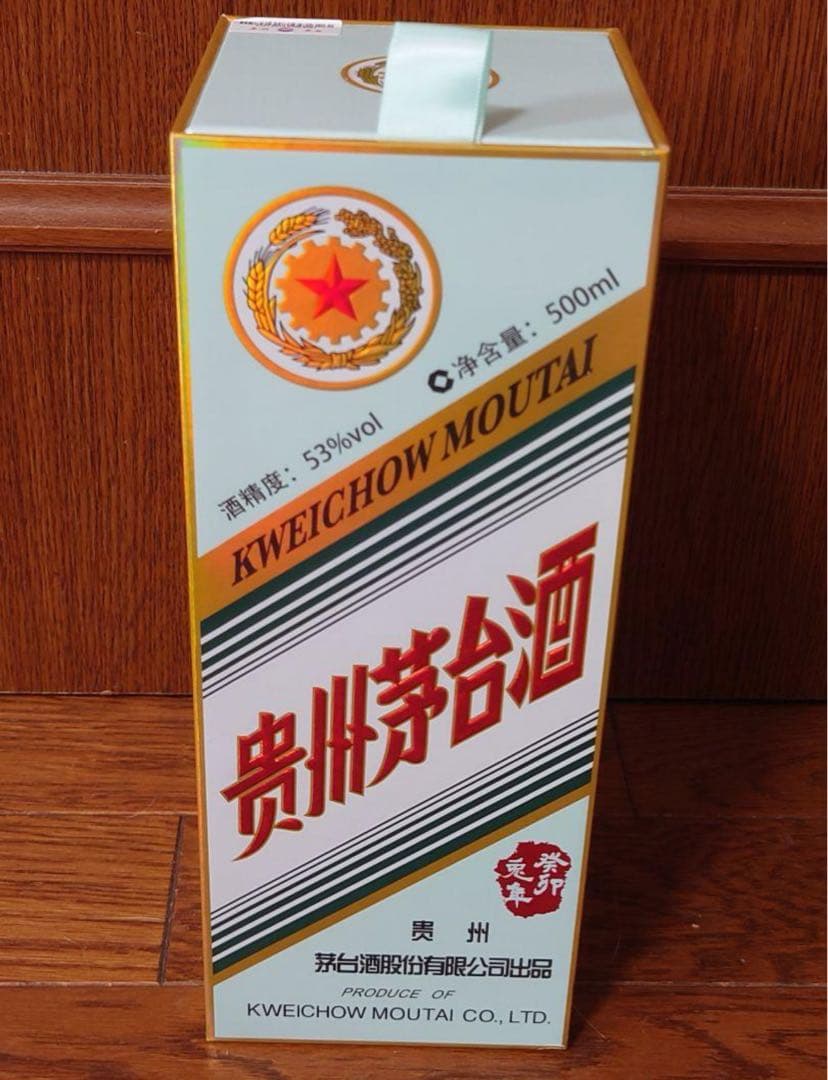 酒精度：53%vol
净含量：500ml
KWEICHOW MOUTAI
贵州茅台酒
癸卯
兔年
贵州
茅台酒股份有限公司出品
PRODUCE OF
KWEICHOW MOUTAI CO., LTD.